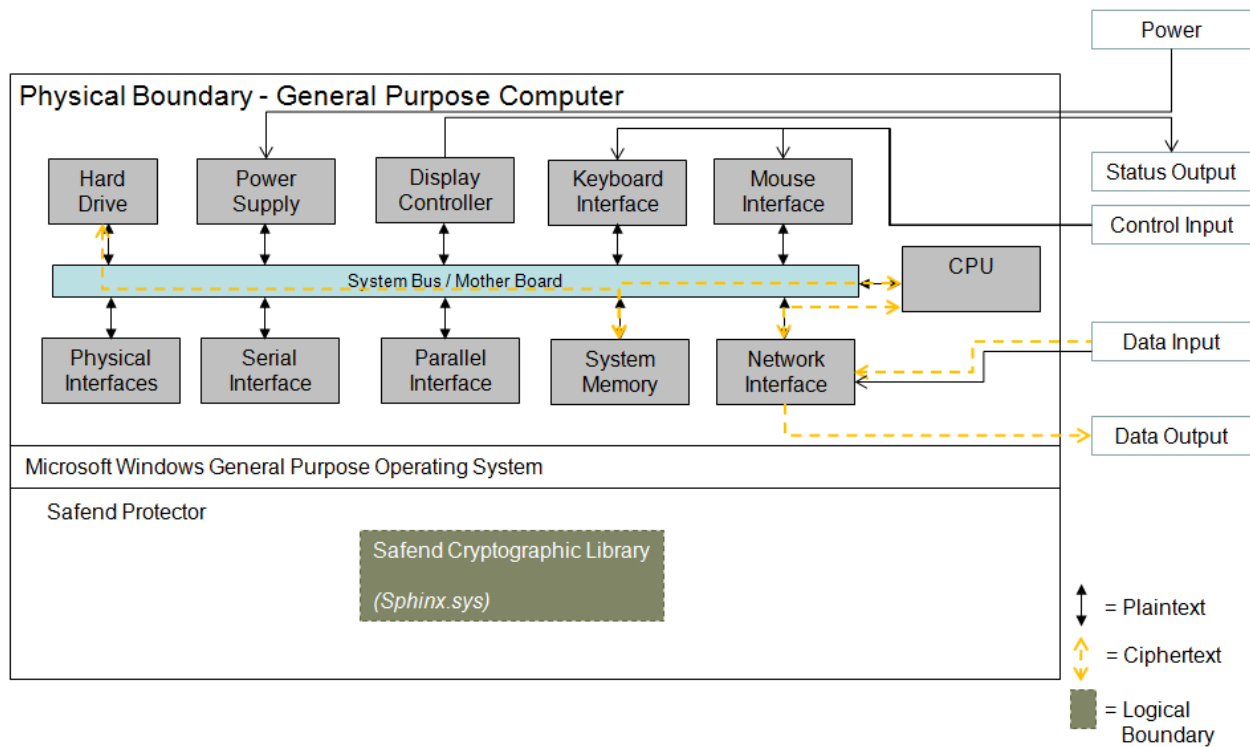 Power
Physical Boundary - General Purpose Computer
Hard
Drive
Power
Supply
Display
Controller
Keyboard
Interface
Mouse
Interface
Status Output
Control Input
System Bus / Mother Board
CPU
Physical
Interfaces
Serial
Interface
Parallel
Interface
System
Memory
Network
Interface
Data Input
Data Output
Microsoft Windows General Purpose Operating System
Safend Protector
Safend Cryptographic Library
(Sphinx.sys)
= Plaintext
= Ciphertext
= Logical
Boundary